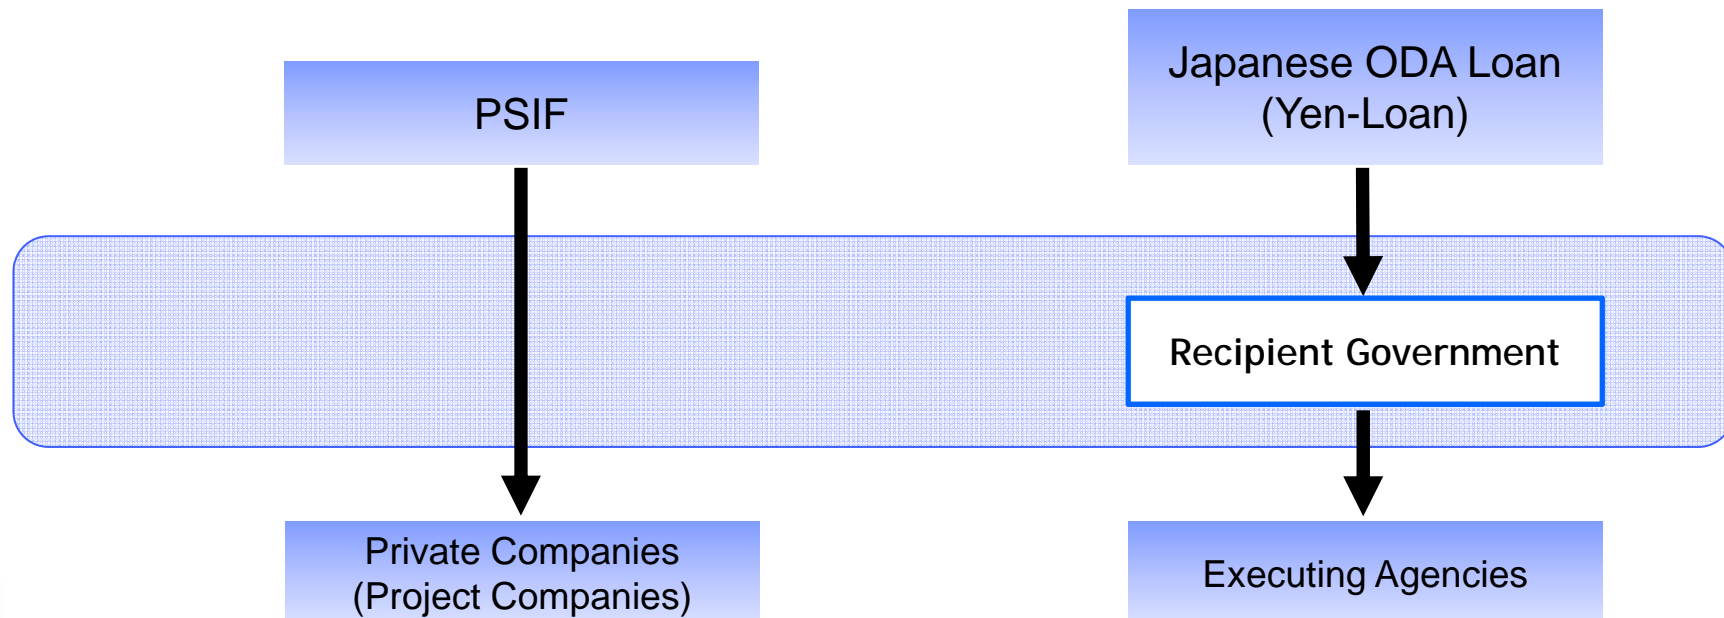 PSIF
Japanese ODA Loan
(Yen-Loan)
Recipient Government
Private Companies
(Project Companies)
Executing Agencies